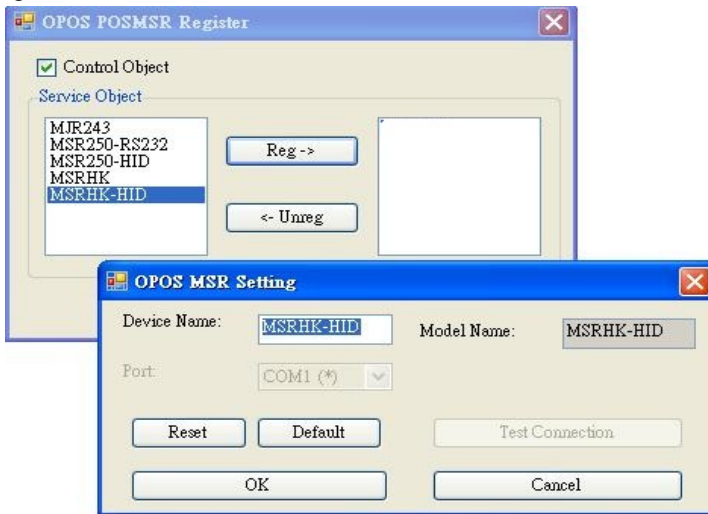 OPOS POSMSR Register
Control Object
Service Object
MJR243
MSR250-RS232
MSR250-HID
MSRHK
MSRHK-HID
Reg ->
<- Unreg
OPOS MSR Setting
Device Name: MSRHK-HID Model Name: MSRHK-HID
Port: COM1 (*)
Reset Default Test Connection
OK Cancel